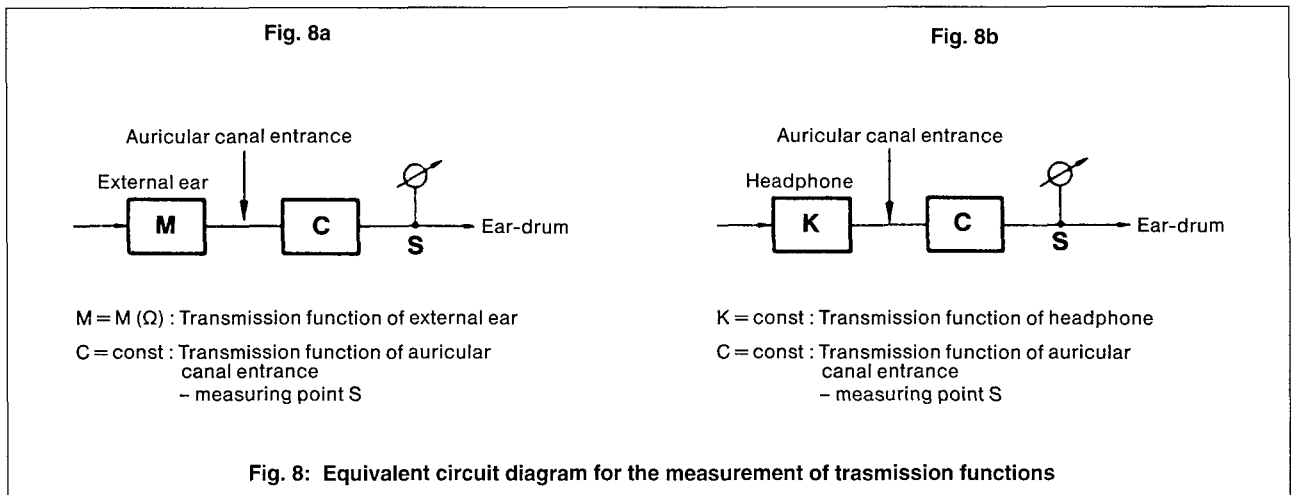 Fig. 8a
Auricular canal entrance
External ear
M
C
S
Ear-drum
M = M (Ω) : Transmission function of external ear
C = const : Transmission function of auricular
canal entrance
– measuring point S
Fig. 8b
Auricular canal entrance
Headphone
K
C
S
Ear-drum
K = const : Transmission function of headphone
C = const : Transmission function of auricular
canal entrance
– measuring point S
Fig. 8: Equivalent circuit diagram for the measurement of trasmission functions